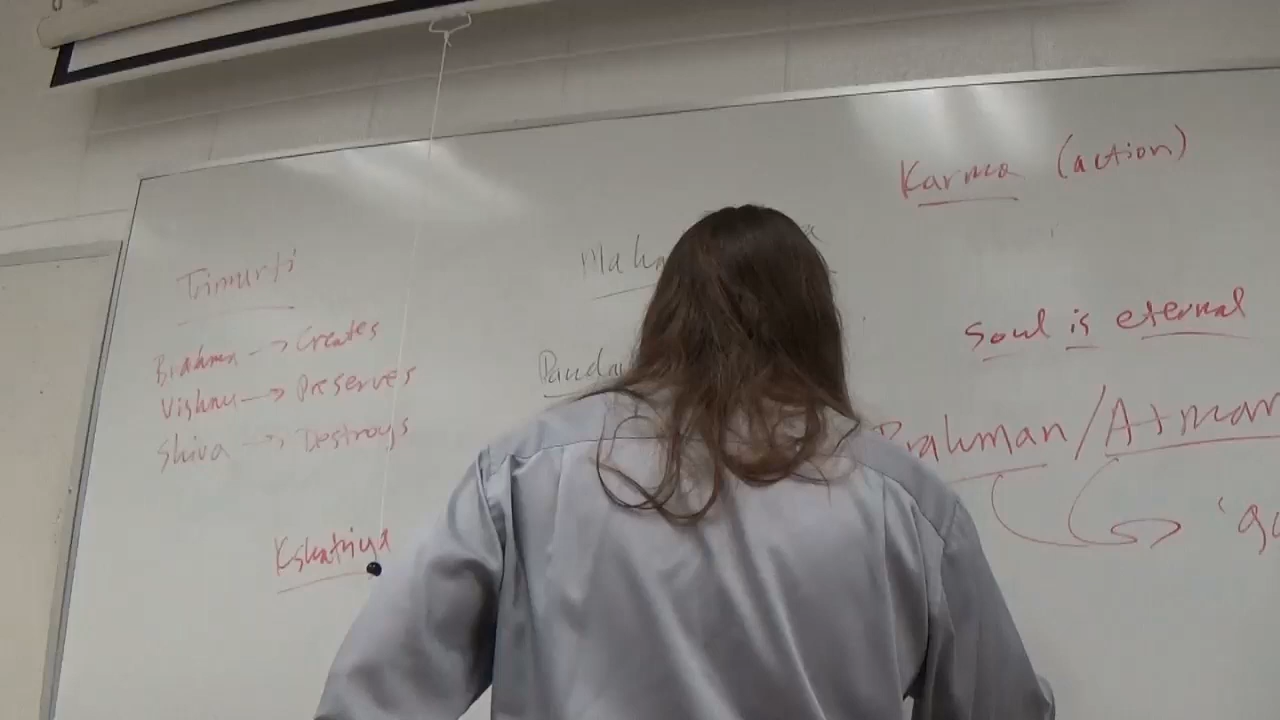 Trimurti
Brahma -> Creates
Vishnu -> Preserves
Shiva -> Destroys
Kshatriya
Karma (action)
Soul is eternal
Brahman/Atman